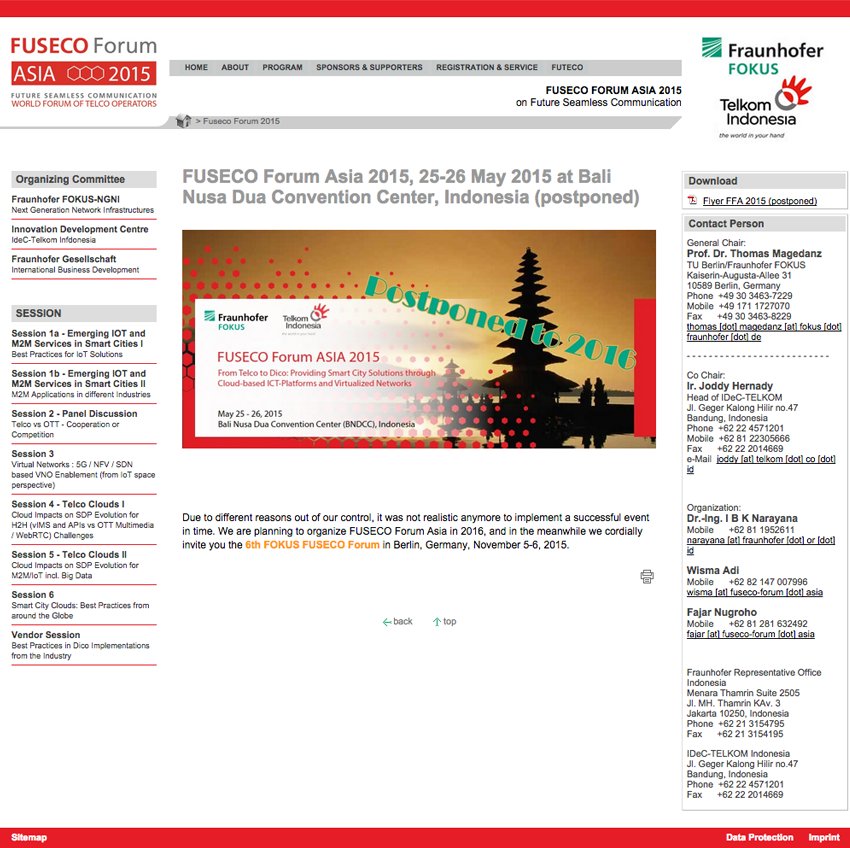 FUSECO Forum
ASIA 2015
FUTURE SEAMLESS COMMUNICATION
WORLD FORUM OF TELCO OPERATORS
HOME ABOUT PROGRAM SPONSORS & SUPPORTERS REGISTRATION & SERVICE FUTECO
FUSECO FORUM ASIA 2015
on Future Seamless Communication
> Fuseco Forum 2015
Fraunhofer
FOKUS
Telkom
Indonesia
the world in your hand
Organizing Committee
Fraunhofer FOKUS-NGNI
Next Generation Network Infrastructures
Innovation Development Centre
IdeC-Telkom Infdonesia
Fraunhofer Gesellschaft
International Business Development
SESSION
Session 1a - Emerging IOT and
M2M Services in Smart Cities I
Best Practices for IoT Solutions
Session 1b - Emerging IOT and
M2M Services in Smart Cities II
M2M Applications in different Industries
Session 2 - Panel Discussion
Telco vs OTT - Cooperation or
Competition
Session 3
Virtual Networks : 5G / NFV / SDN
based VNO Enablement (from IoT space
perspective)
Session 4 - Telco Clouds I
Cloud Impacts on SDP Evolution for
H2H (vIMS and APIs vs OTT Multimedia
/ WebRTC) Challenges
Session 5 - Telco Clouds II
Cloud Impacts on SDP Evolution for
M2M/IoT incl. Big Data
Session 6
Smart City Clouds: Best Practices from
around the Globe
Vendor Session
Best Practices in Dico Implementations
from the Industry
FUSECO Forum Asia 2015, 25-26 May 2015 at Bali
Nusa Dua Convention Center, Indonesia (postponed)
Postponed to 2016
Fraunhofer
FOKUS
Telkom
Indonesia
the world in your hand
FUSECO Forum ASIA 2015
From Telco to Dico: Providing Smart City Solutions through
Cloud-based ICT-Platforms and Virtualized Networks
May 25 - 26, 2015
Bali Nusa Dua Convention Center (BNDCC), Indonesia
Due to different reasons out of our control, it was not realistic anymore to implement a successful event
in time. We are planning to organize FUSECO Forum Asia in 2016, and in the meanwhile we cordially
invite you the 6th FOKUS FUSECO Forum in Berlin, Germany, November 5-6, 2015.
back top
Download
Flyer FFA 2015 (postponed)
Contact Person
General Chair:
Prof. Dr. Thomas Magedanz
TU Berlin/Fraunhofer FOKUS
Kaiserin-Augusta-Allee 31
10589 Berlin, Germany
Phone +49 30 3463-7229
Mobile +49 171 1727070
Fax +49 30 3463-8229
thomas [dot] magedanz [at] fokus [dot]
fraunhofer [dot] de
- - - - - - - - - - - - - - - - - - - - - - - -
Co Chair:
Ir. Joddy Hernady
Head of IDeC-TELKOM
Jl. Geger Kalong Hilir no.47
Bandung, Indonesia
Phone +62 22 4571201
Mobile +62 81 22305666
Fax +62 22 2014669
e-Mail joddy [at] telkom [dot] co [dot]
id
Organization:
Dr.-Ing. I B K Narayana
Mobile +62 81 1952611
narayana [at] fraunhofer [dot] or [dot]
id
Wisma Adi
Mobile +62 82 147 007996
wisma [at] fuseco-forum [dot] asia
Fajar Nugroho
Mobile +62 81 281 632492
fajar [at] fuseco-forum [dot] asia
Fraunhofer Representative Office
Indonesia
Menara Thamrin Suite 2505
Jl. MH. Thamrin KAv. 3
Jakarta 10250, Indonesia
Phone +62 21 3154795
Fax +62 21 3154195
IDeC-TELKOM Indonesia
Jl. Geger Kalong Hilir no.47
Bandung, Indonesia
Phone +62 22 4571201
Fax +62 22 2014669
Sitemap
Data Protection Imprint